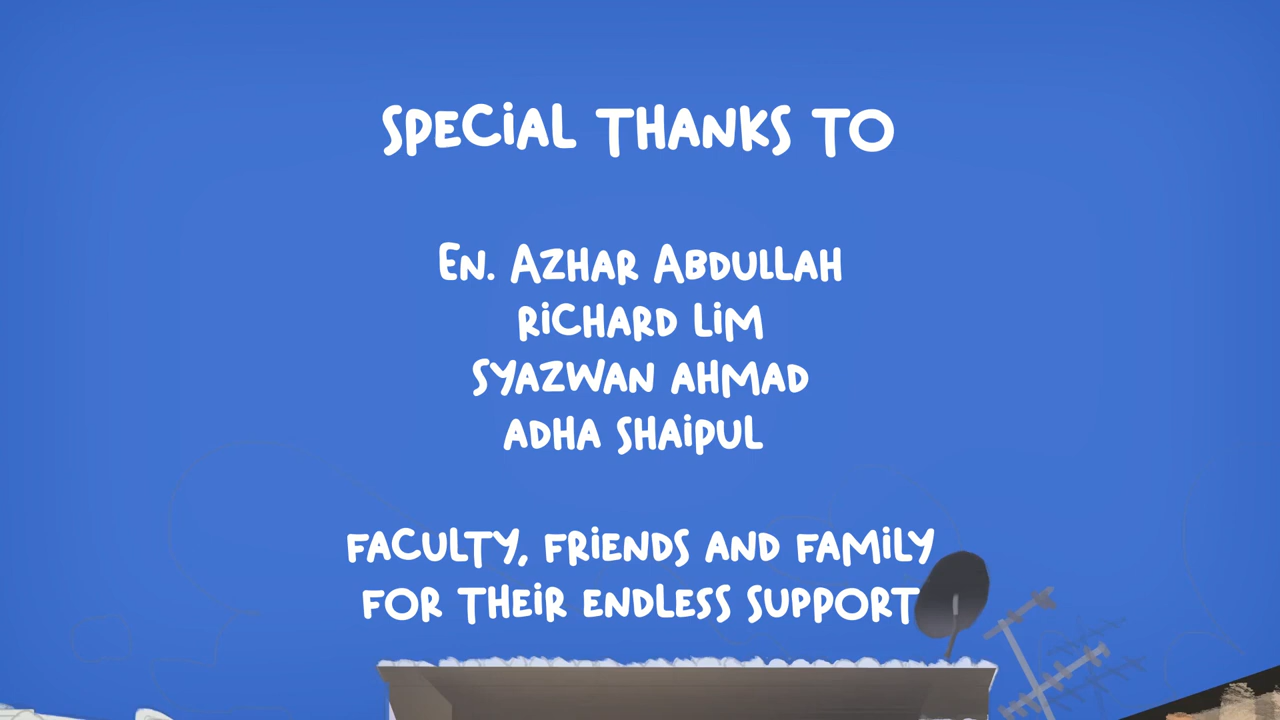 SPECiAL THANKS TO
EN. AZHAR ABDULLAH
RiCHARD LiM
SYAZWAN AHMAD
ADHA SHAiPUL
FACULTY, FRiENDS AND FAMiLY
FOR THEiR ENDLESS SUPPORT